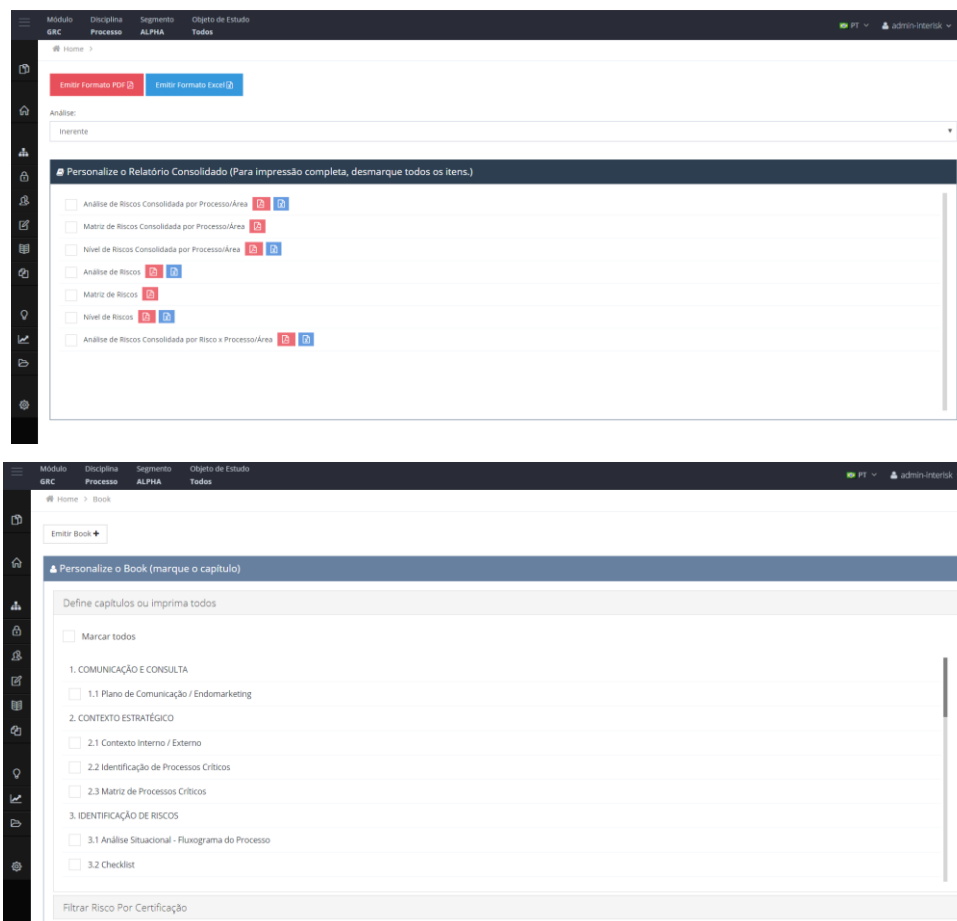 Módulo Disciplina Segmento Objeto de Estudo
GRC Processo ALPHA Todos
PT admin-interisk
Home >
Emitir Formato PDF Emitir Formato Excel
Análise:
Inerente
Personalize o Relatório Consolidado (Para impressão completa, desmarque todos os itens.)
Análise de Riscos Consolidada por Processo/Área
Matriz de Riscos Consolidada por Processo/Área
Nível de Riscos Consolidada por Processo/Área
Análise de Riscos
Matriz de Riscos
Nível de Riscos
Análise de Riscos Consolidada por Risco x Processo/Área
Módulo Disciplina Segmento Objeto de Estudo
GRC Processo ALPHA Todos
PT admin-interisk
Home > Book
Emitir Book +
Personalize o Book (marque o capítulo)
Define capítulos ou imprima todos
Marcar todos
1. COMUNICAÇÃO E CONSULTA
1.1 Plano de Comunicação / Endomarketing
2. CONTEXTO ESTRATÉGICO
2.1 Contexto Interno / Externo
2.2 Identificação de Processos Críticos
2.3 Matriz de Processos Críticos
3. IDENTIFICAÇÃO DE RISCOS
3.1 Análise Situacional - Fluxograma do Processo
3.2 Checklist
Filtrar Risco Por Certificação